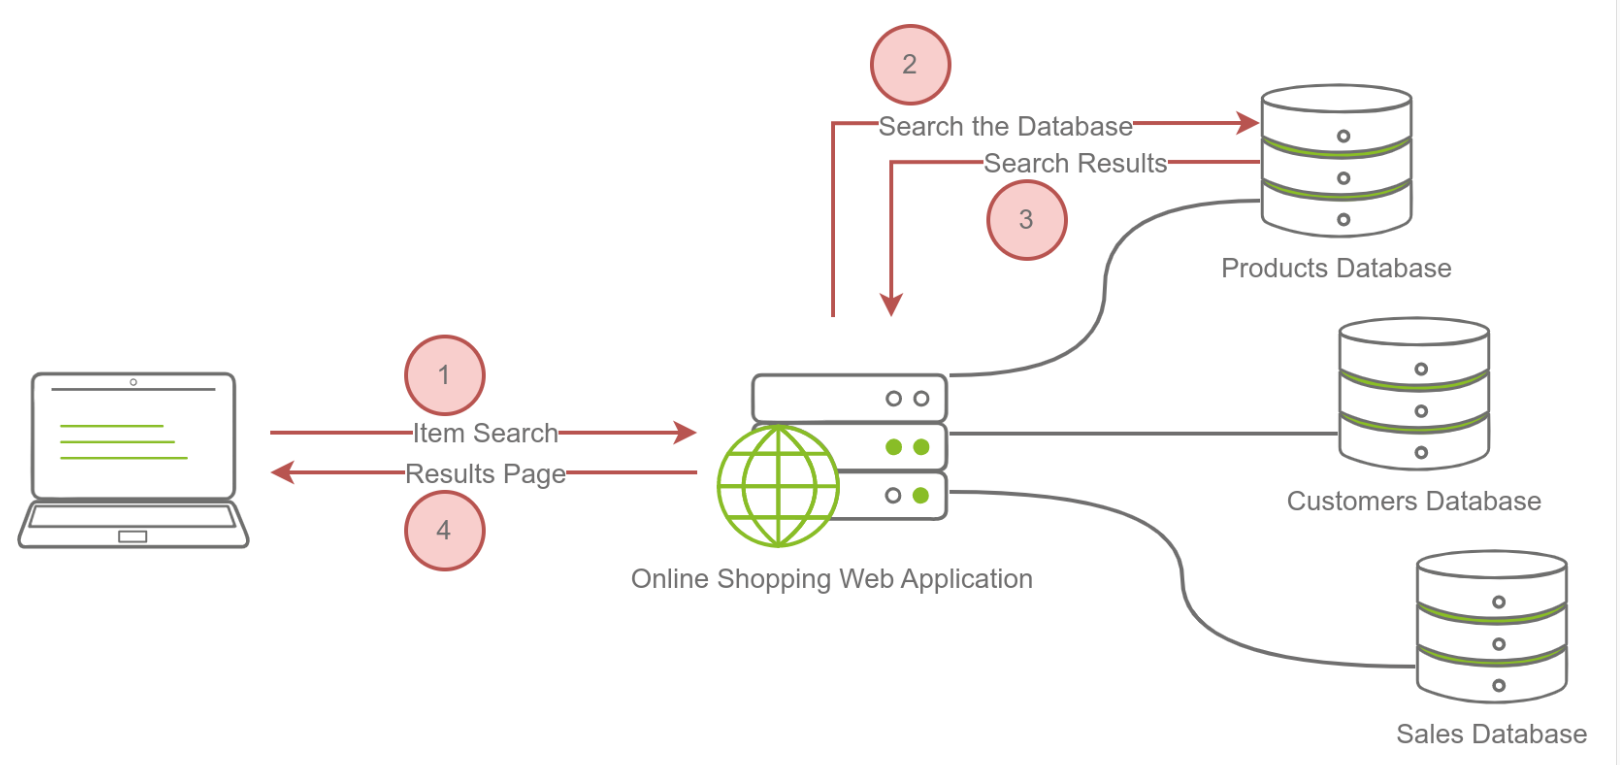 2
Search the Database
Search Results
3
Products Database
1
Item Search
Results Page
4
Customers Database
Online Shopping Web Application
Sales Database